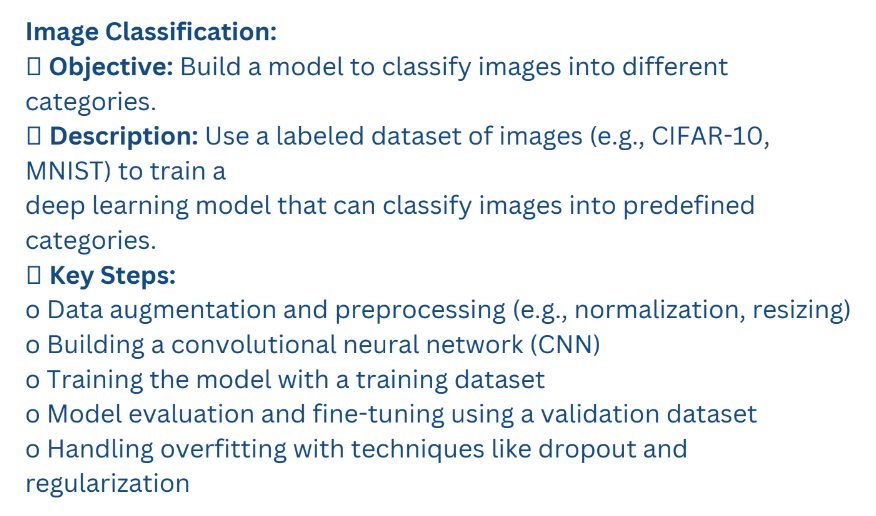 Image Classification:
▯ Objective: Build a model to classify images into different
categories.
▯ Description: Use a labeled dataset of images (e.g., CIFAR-10,
MNIST) to train a
deep learning model that can classify images into predefined
categories.
▯ Key Steps:
o Data augmentation and preprocessing (e.g., normalization, resizing)
o Building a convolutional neural network (CNN)
o Training the model with a training dataset
o Model evaluation and fine-tuning using a validation dataset
o Handling overfitting with techniques like dropout and
regularization